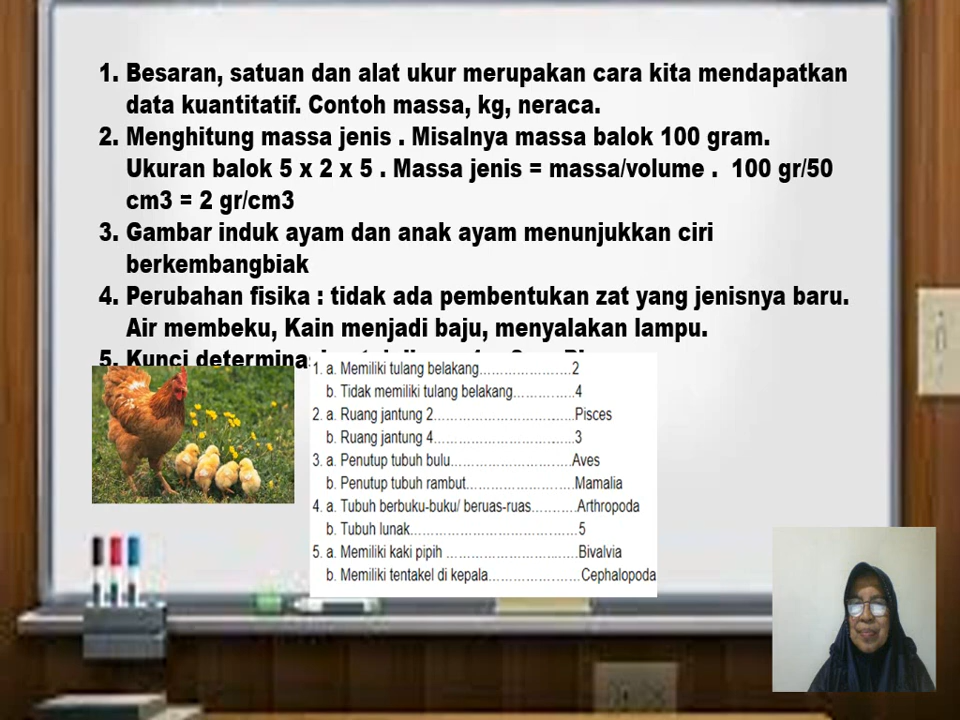 1. Besaran, satuan dan alat ukur merupakan cara kita mendapatkan
data kuantitatif. Contoh massa, kg, neraca.
2. Menghitung massa jenis . Misalnya massa balok 100 gram.
Ukuran balok 5 x 2 x 5 . Massa jenis = massa/volume . 100 gr/50
cm3 = 2 gr/cm3
3. Gambar induk ayam dan anak ayam menunjukkan ciri
berkembangbiak
4. Perubahan fisika : tidak ada pembentukan zat yang jenisnya baru.
Air membeku, Kain menjadi baju, menyalakan lampu.
5. Kunci
1. a. Memiliki tulang belakang…………………2
b. Tidak memiliki tulang belakang……………4
2. a. Ruang jantung 2……………………………Pisces
b. Ruang jantung 4……………………………3
3. a. Penutup tubuh bulu…………………………Aves
b. Penutup tubuh rambut………………………Mamalia
4. a. Tubuh berbuku-buku/ beruas-ruas…………Arthropoda
b. Tubuh lunak…………………………………5
5. a. Memiliki kaki pipih …………………………Bivalvia
b. Memiliki tentakel di kepala…………………Cephalopoda